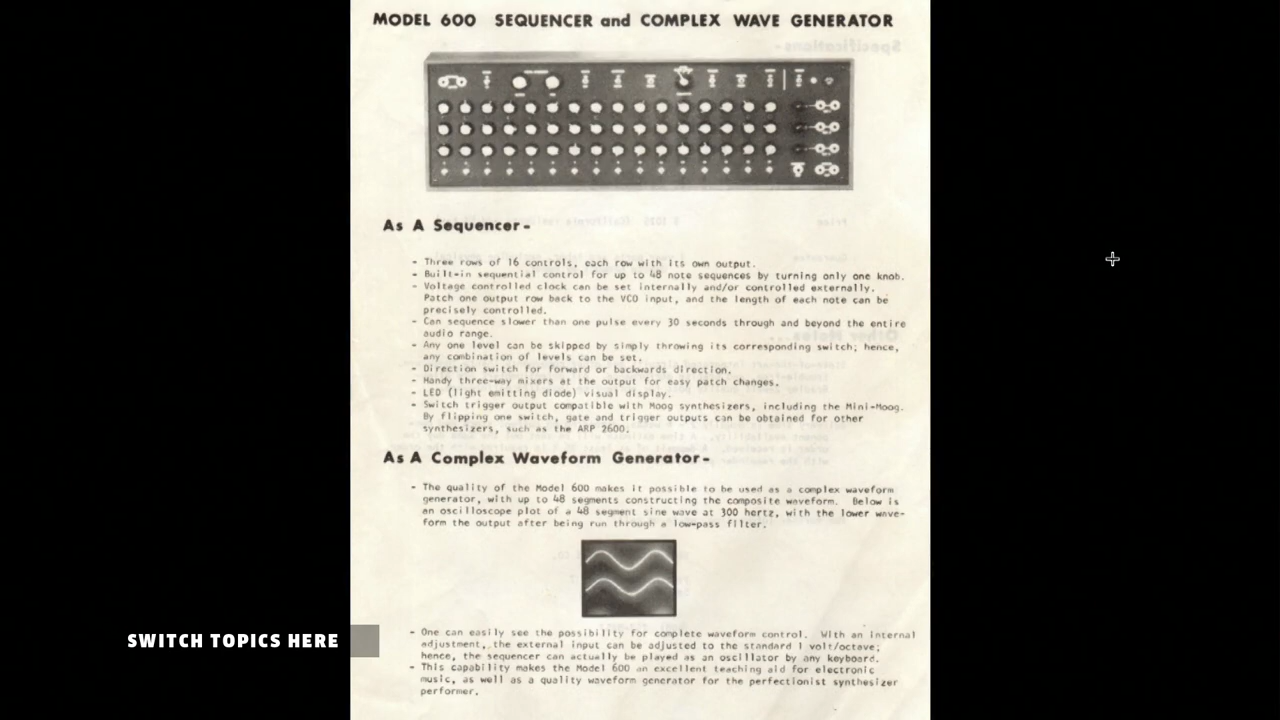 MODEL 600 SEQUENCER and COMPLEX WAVE GENERATOR
As A Sequencer-
- Three rows of 16 controls, each row with its own output.
- Built-in sequential control for up to 48 note sequences by turning only one knob.
- Voltage controlled clock can be set internally and/or controlled externally.
Patch one output row back to the VCO input, and the length of each note can be
precisely controlled.
- Can sequence slower than one pulse every 30 seconds through and beyond the entire
audio range.
- Any one level can be skipped by simply throwing its corresponding switch; hence,
any combination of levels can be set.
- Direction switch for forward or backwards direction.
- Handy three-way mixers at the output for easy patch changes.
- LED (light emitting diode) visual display.
- Switch trigger output compatible with Moog synthesizers, including the Mini-Moog.
By flipping one switch, gate and trigger outputs can be obtained for other
synthesizers, such as the ARP 2600.
As A Complex Waveform Generator-
- The quality of the Model 600 makes it possible to be used as a complex waveform
generator, with up to 48 segments constructing the composite waveform. Below is
an oscilloscope plot of a 48 segment sine wave at 300 hertz, with the lower wave-
form the output after being run through a low-pass filter.
- One can easily see the possibility for complete waveform control. With an internal
adjustment, the external input can be adjusted to the standard 1 volt/octave;
hence, the sequencer can actually be played as an oscillator by any keyboard.
- This capability makes the Model 600 an excellent teaching aid for electronic
music, as well as a quality waveform generator for the perfectionist synthesizer
performer.
SWITCH TOPICS HERE